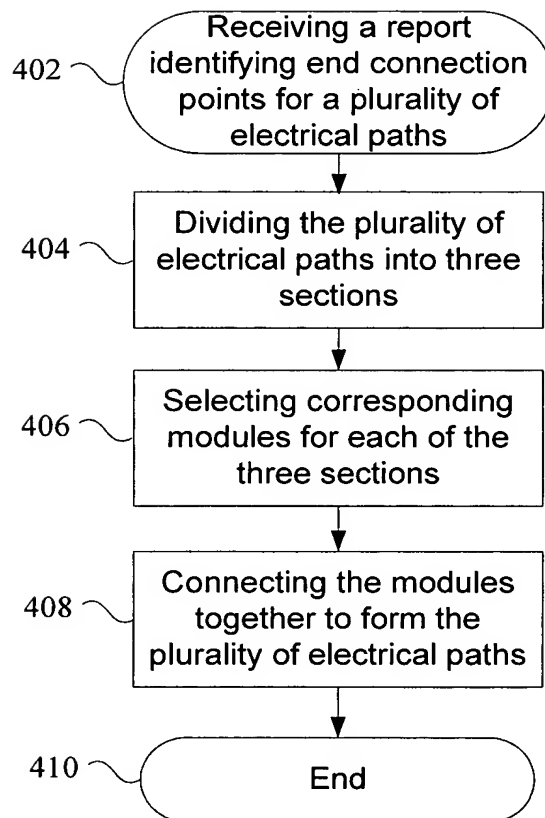 402
Receiving a report
identifying end connection
points for a plurality of
electrical paths
404
Dividing the plurality of
electrical paths into three
sections
406
Selecting corresponding
modules for each of the
three sections
408
Connecting the modules
together to form the
plurality of electrical paths
410
End